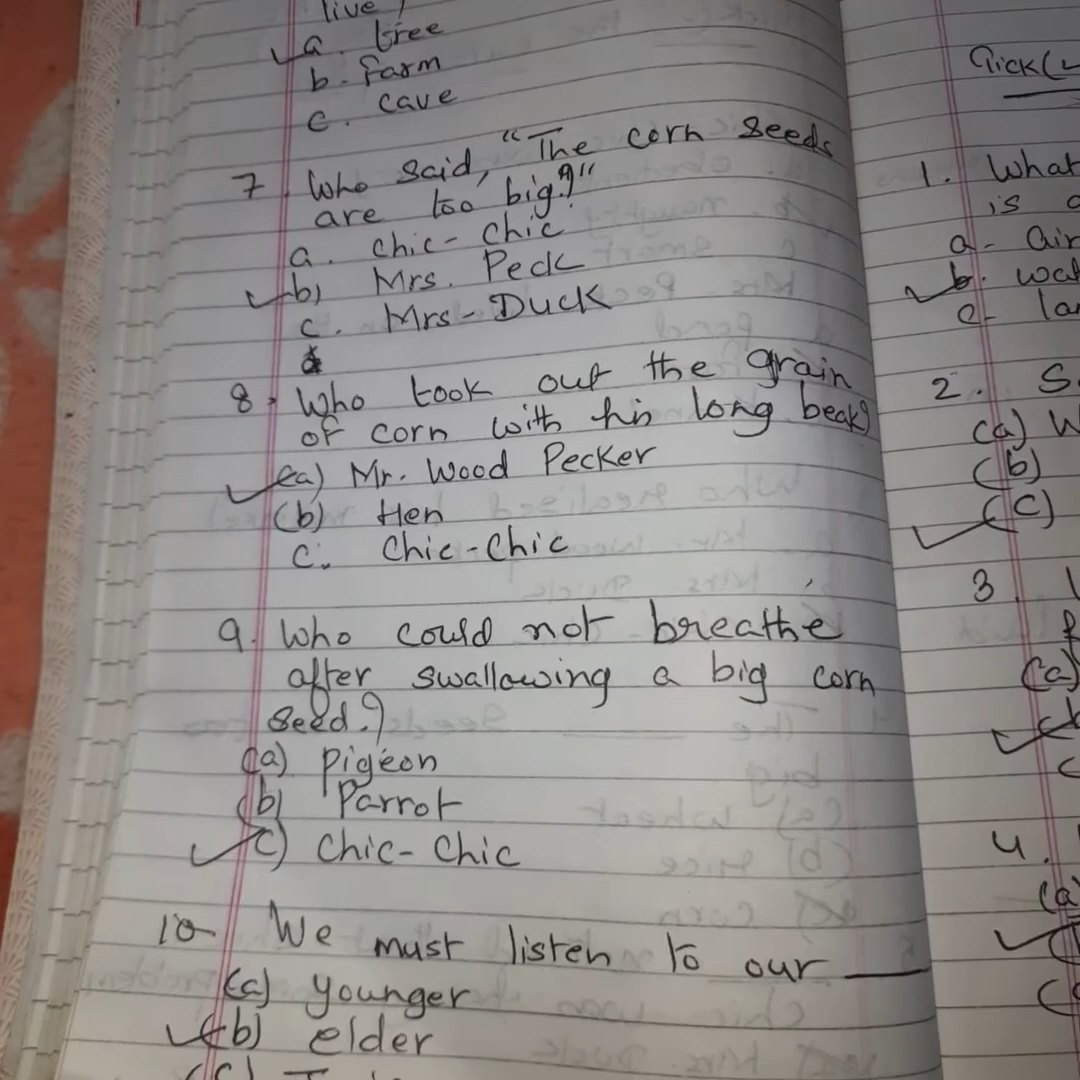 live ?
a. tree
b. Farm
c. cave
7. Who said, "The corn seeds
are too big?"
a. Chic-Chic
b) Mrs. Peck
c. Mrs-Duck
8. Who took out the grain
of corn with his long beak?
(a) Mr. Wood Pecker
(b) Hen
c. Chic-Chic
9. Who could not breathe
after swallowing a big corn
seed?
(a) Pigeon
(b) Parrot
c) Chic-Chic
10 We must listen to our ___
(a) younger
(b) elder
(c)
Tick(
1. What
is a
a- air
b. wat
c- la
2. S
(a) W
(b)
(c)
3.
(a)
4.
(a)